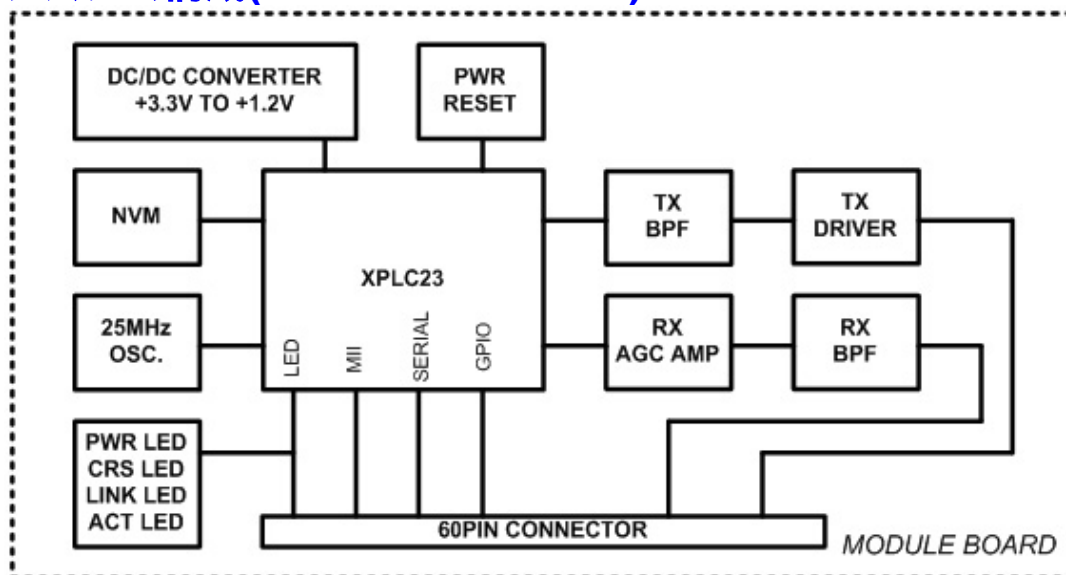 DC/DC CONVERTER
+3.3V TO +1.2V
PWR
RESET
NVM
XPLC23
TX
BPF
TX
DRIVER
25MHz
OSC.
LED
MII
SERIAL
GPIO
RX
AGC AMP
RX
BPF
PWR LED
CRS LED
LINK LED
ACT LED
60PIN CONNECTOR
MODULE BOARD